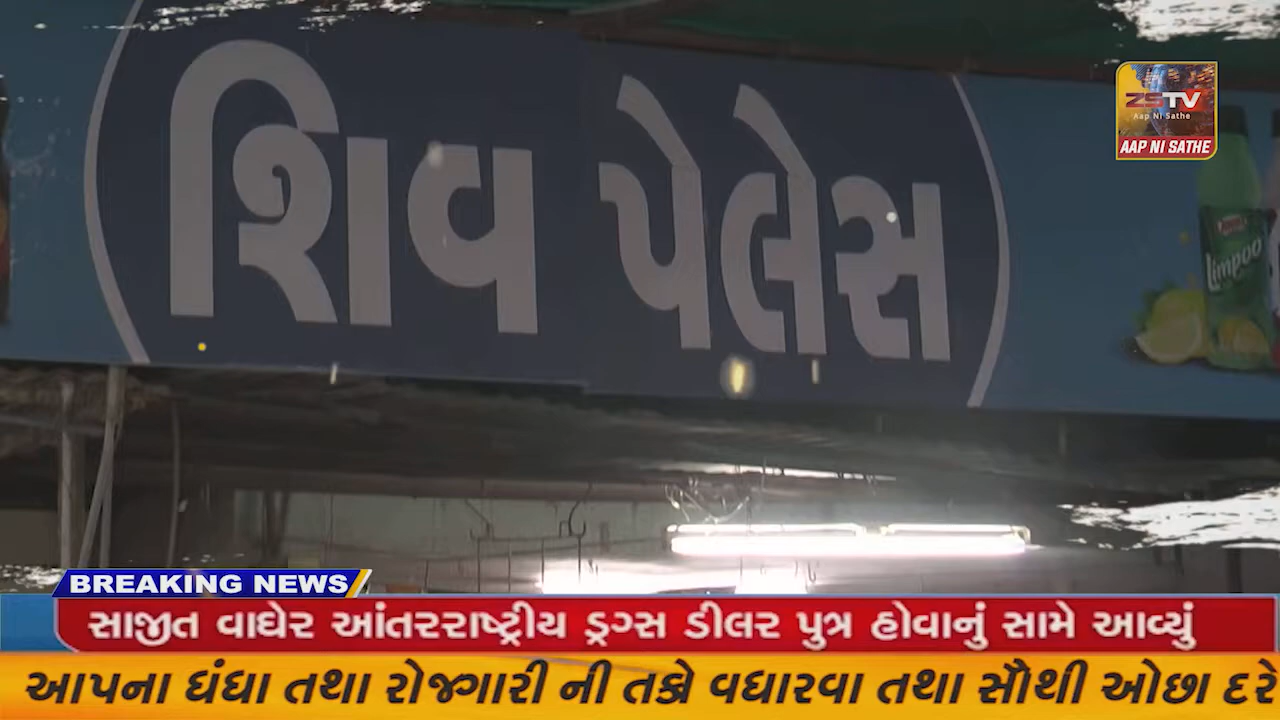 શિવ પેલેસ
ZSTV
Aap Ni Sathe
AAP NI SATHE
Limpoo
BREAKING NEWS
સાજીત વાઘેર આંતરરાષ્ટ્રીય ડ્રગ્સ ડીલર પુત્ર હોવાનું સામે આવ્યું
આપના ધંધા તથા રોજગારી ની તકો વધારવા તથા સૌથી ઓછા દરે